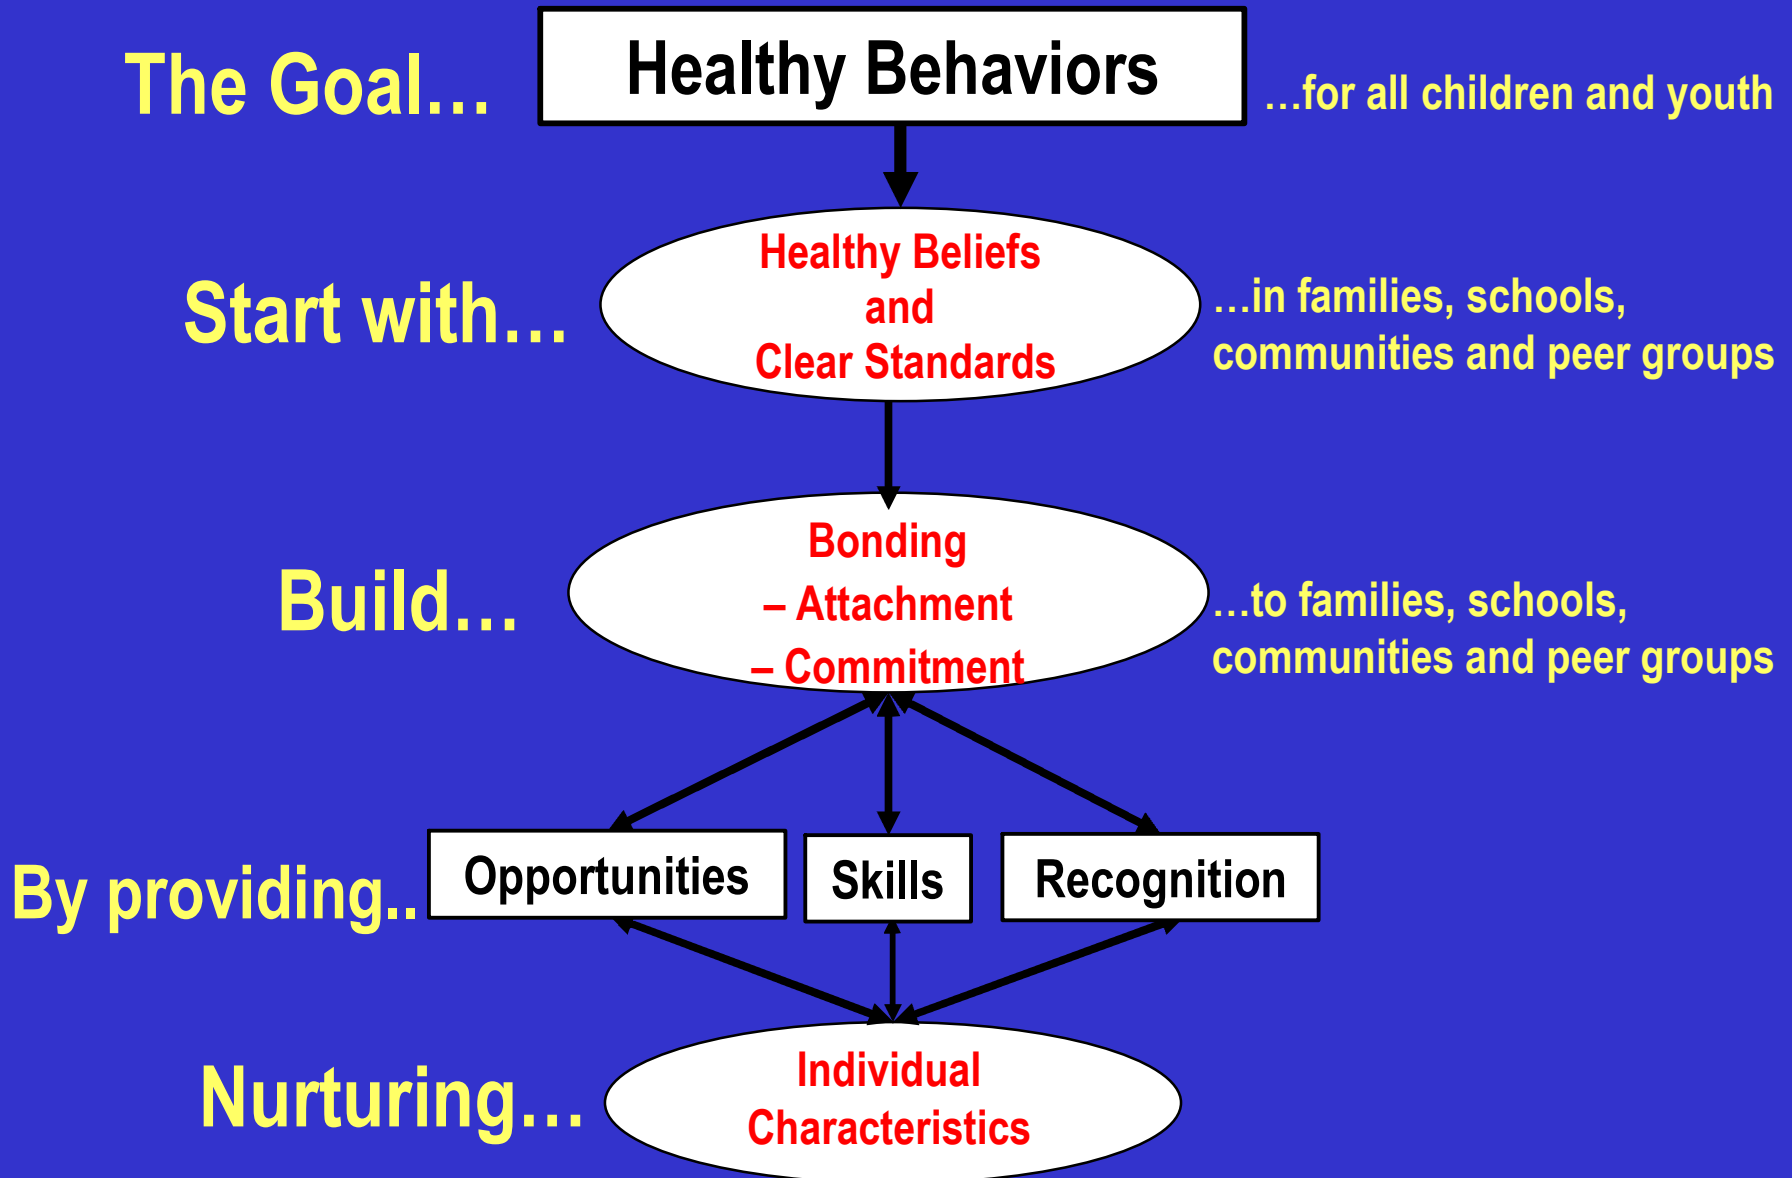 The Goal…
Healthy Behaviors
…for all children and youth
Start with…
Healthy Beliefs
and
Clear Standards
…in families, schools,
communities and peer groups
Build…
Bonding
– Attachment
– Commitment
…to families, schools,
communities and peer groups
By providing..
Opportunities
Skills
Recognition
Nurturing…
Individual
Characteristics